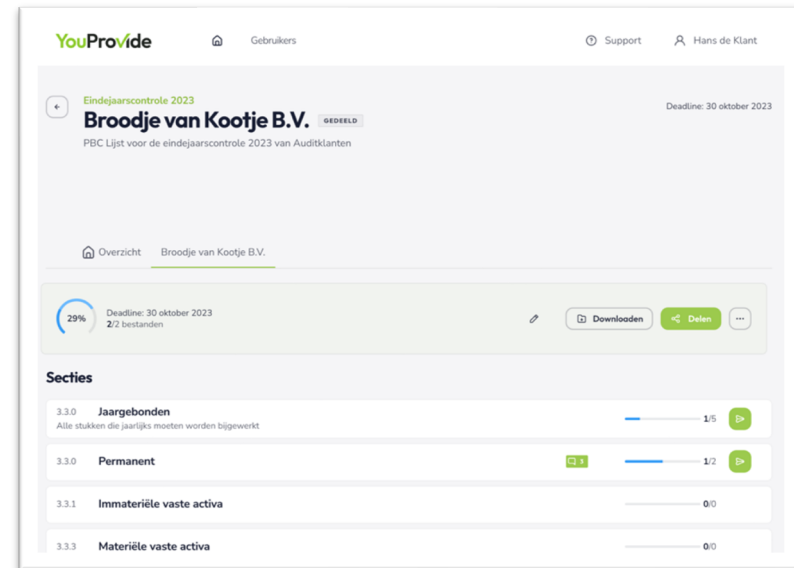 YouProvide
Gebruikers
Support
Hans de Klant
Eindejaarscontrole 2023
Deadline: 30 oktober 2023
Broodje van Kootje B.V.
GEDEELD
PBC Lijst voor de eindejaarscontrole 2023 van Auditklanten
Overzicht
Broodje van Kootje B.V.
29%
Deadline: 30 oktober 2023
2/2 bestanden
Downloaden
Delen
Secties
3.3.0 Jaargebonden
Alle stukken die jaarlijks moeten worden bijgewerkt
1/5
3.3.0 Permanent
5
1/2
3.3.1 Immateriële vaste activa
0/0
3.3.3 Materiële vaste activa
0/0